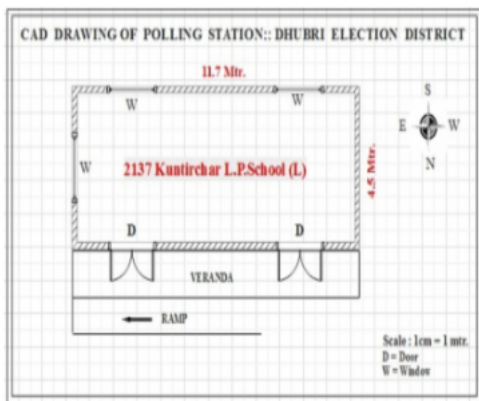 CAD DRAWING OF POLLING STATION:: DHUBRI ELECTION DISTRICT
11.7 Mtr.
W
W
S
E
W
N
W
2137 Kuntirchar L.P.School (L)
4.5 Mtr.
D
D
VERANDA
RAMP
Scale : 1cm = 1 mtr.
D = Door
W = Window